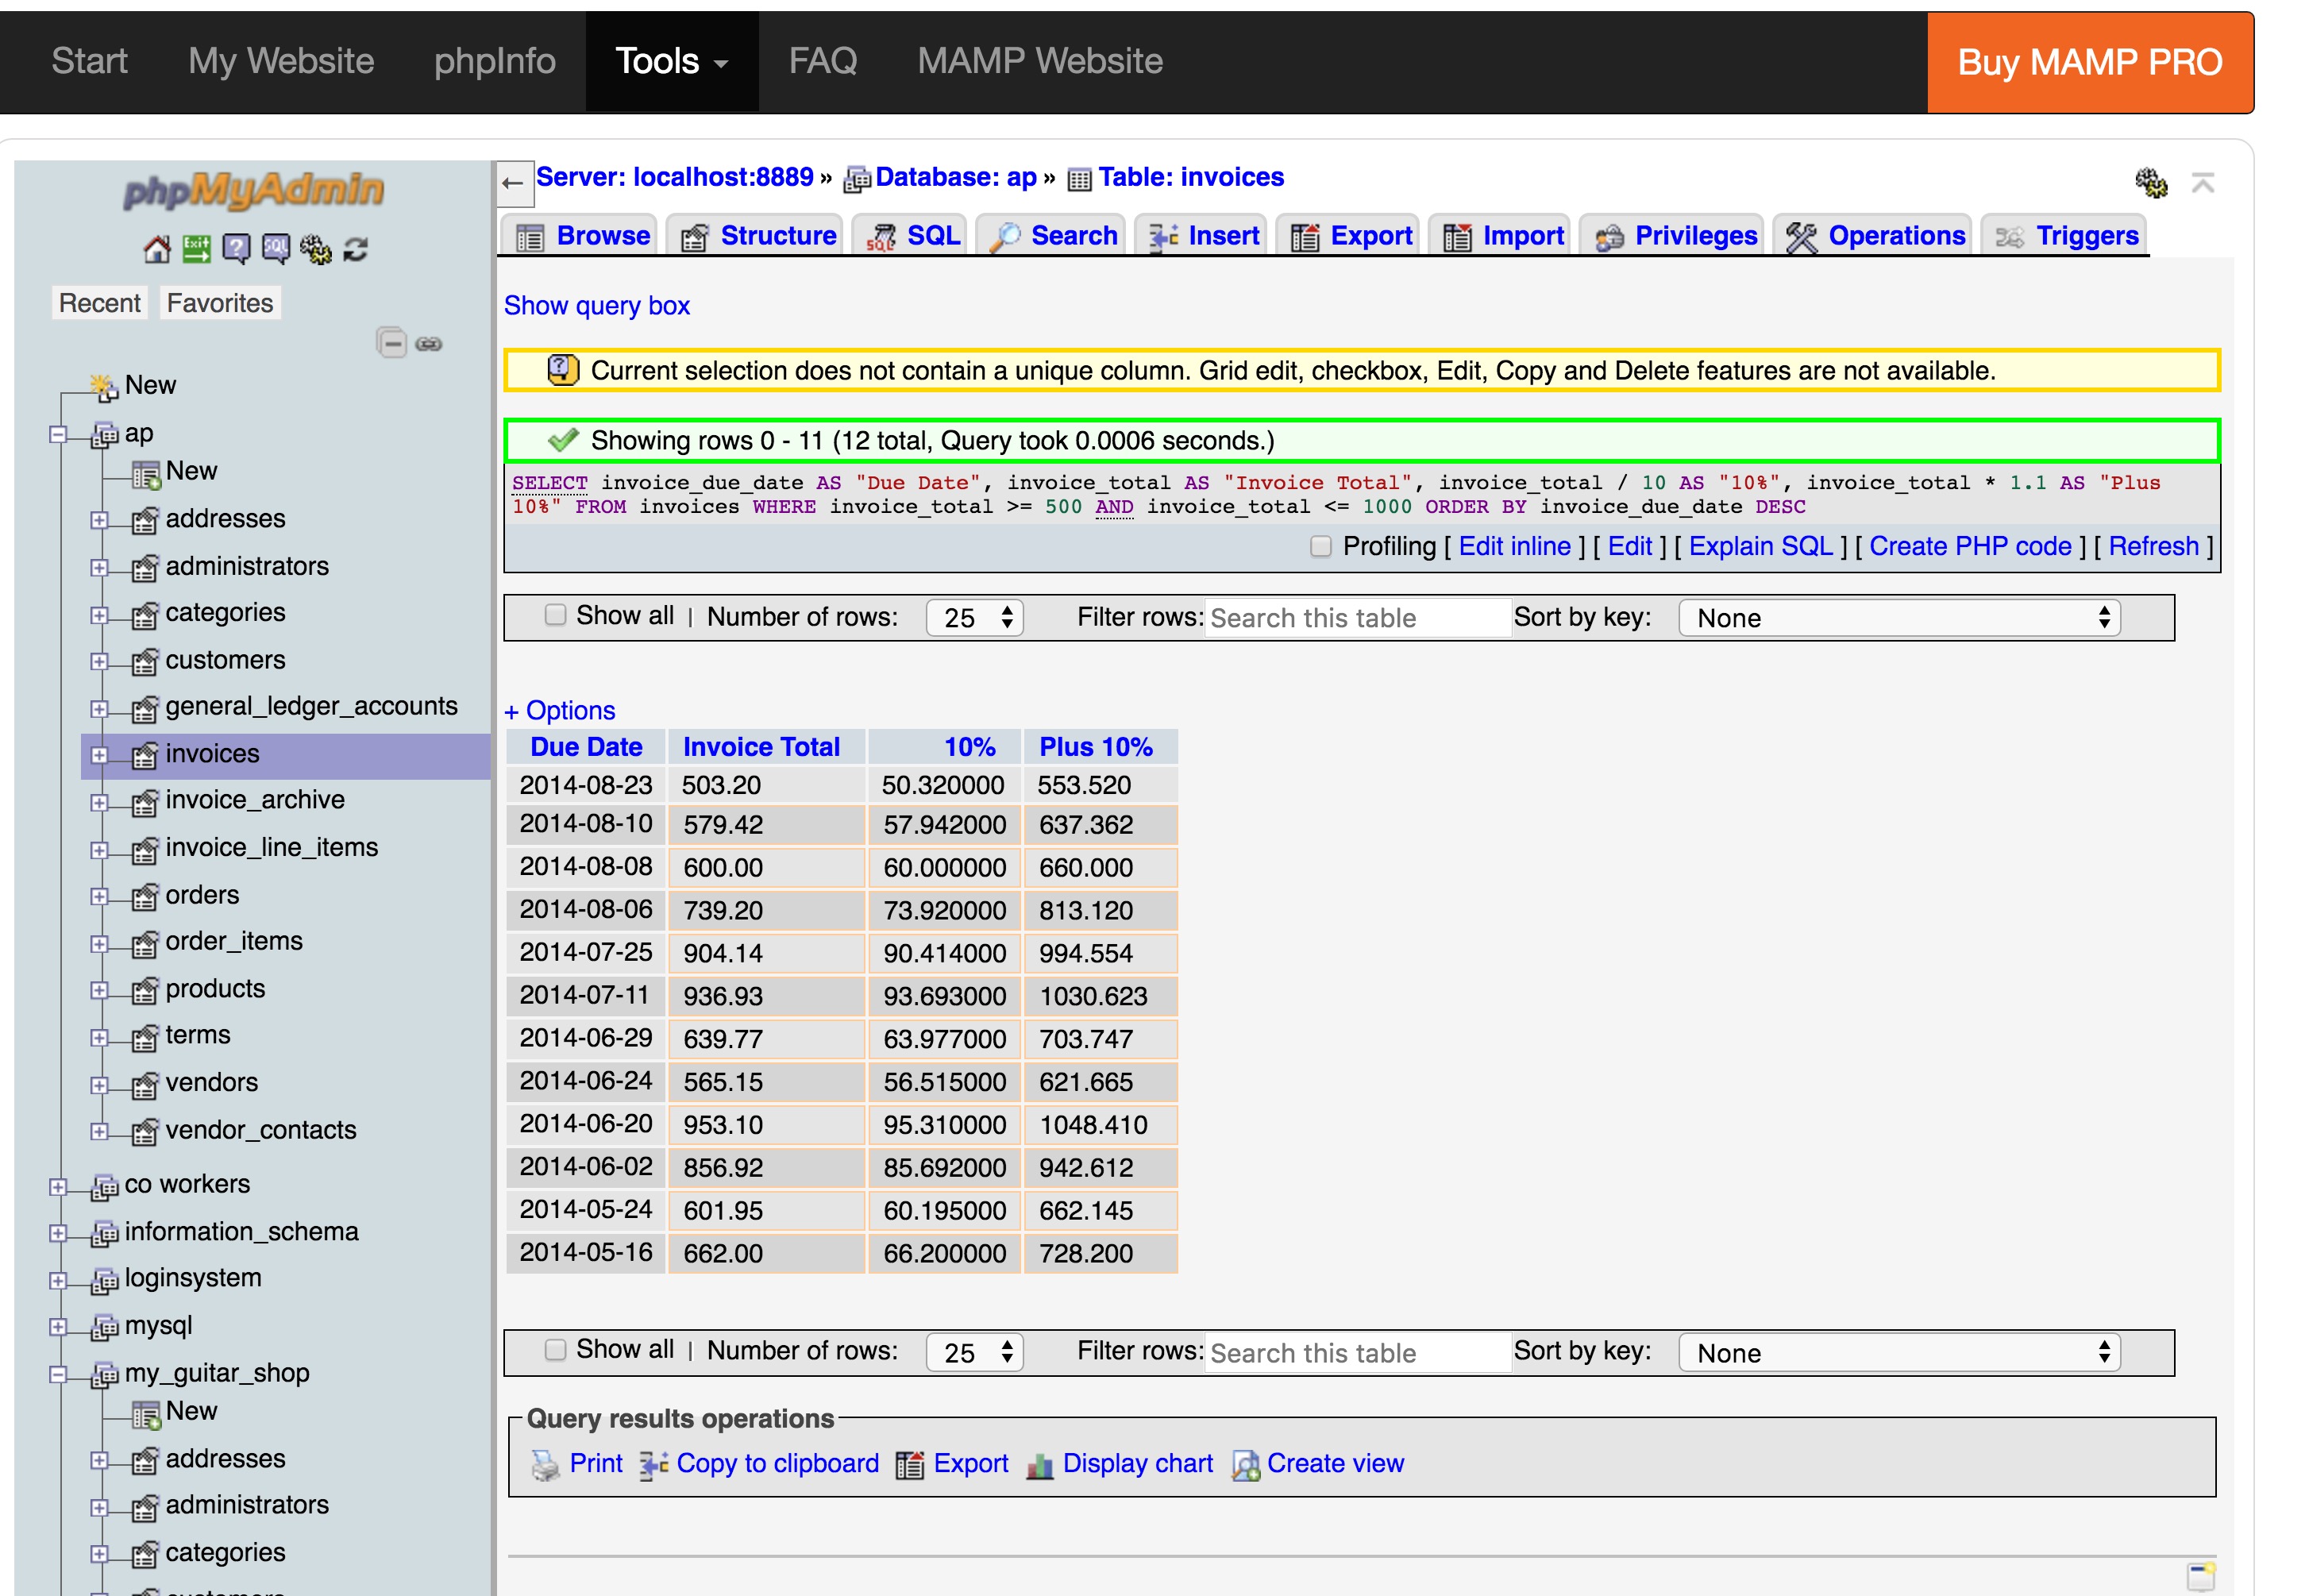 Start My Website phpInfo Tools FAQ MAMP Website Buy MAMP PRO
phpMyAdmin
Exit ? SQL
Recent Favorites
New
ap
New
addresses
administrators
categories
customers
general_ledger_accounts
invoices
invoice_archive
invoice_line_items
orders
order_items
products
terms
vendors
vendor_contacts
co workers
information_schema
loginsystem
mysql
my_guitar_shop
New
addresses
administrators
categories
customers
Server: localhost:8889 » Database: ap » Table: invoices
Browse Structure SQL Search Insert Export Import Privileges Operations Triggers
Show query box
Current selection does not contain a unique column. Grid edit, checkbox, Edit, Copy and Delete features are not available.
Showing rows 0 - 11 (12 total, Query took 0.0006 seconds.)
SELECT invoice_due_date AS "Due Date", invoice_total AS "Invoice Total", invoice_total / 10 AS "10%", invoice_total * 1.1 AS "Plus
10%" FROM invoices WHERE invoice_total >= 500 AND invoice_total <= 1000 ORDER BY invoice_due_date DESC
Profiling [ Edit inline ] [ Edit ] [ Explain SQL ] [ Create PHP code ] [ Refresh ]
Show all | Number of rows: 25 Filter rows: Search this table Sort by key: None
+ Options
Due Date Invoice Total 10% Plus 10%
2014-08-23 503.20 50.320000 553.520
2014-08-10 579.42 57.942000 637.362
2014-08-08 600.00 60.000000 660.000
2014-08-06 739.20 73.920000 813.120
2014-07-25 904.14 90.414000 994.554
2014-07-11 936.93 93.693000 1030.623
2014-06-29 639.77 63.977000 703.747
2014-06-24 565.15 56.515000 621.665
2014-06-20 953.10 95.310000 1048.410
2014-06-02 856.92 85.692000 942.612
2014-05-24 601.95 60.195000 662.145
2014-05-16 662.00 66.200000 728.200
Show all | Number of rows: 25 Filter rows: Search this table Sort by key: None
Query results operations
Print Copy to clipboard Export Display chart Create view